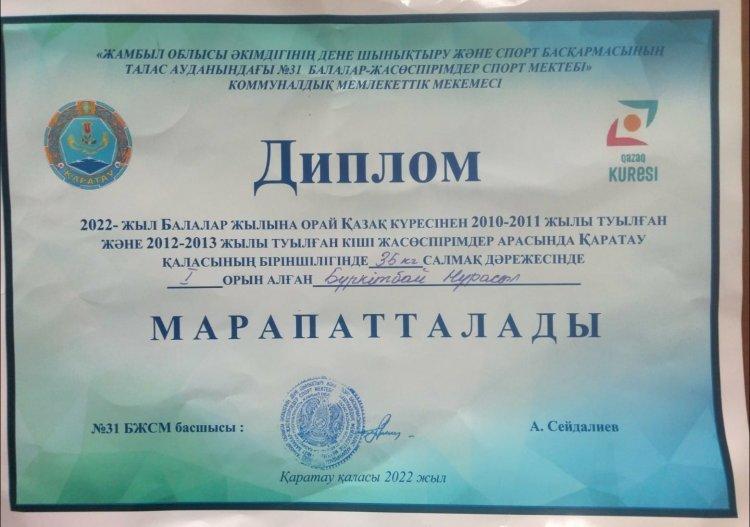 «ЖАМБЫЛ ОБЛЫСЫ ӘКІМДІГІНІҢ ДЕНЕ ШЫНЫҚТЫРУ ЖӘНЕ СПОРТ БАСҚАРМАСЫНЫҢ
ТАЛАС АУДАНЫНДАҒЫ №31 БАЛАЛАР-ЖАСӨСПІРІМДЕР СПОРТ МЕКТЕБІ»
КОММУНАЛДЫҚ МЕМЛЕКЕТТІК МЕКЕМЕСІ
ҚАРАТАУ
qazaq
KURESI
Диплом
2022- ЖЫЛ БАЛАЛАР ЖЫЛЫНА ОРАЙ ҚАЗАҚ КҮРЕСІНЕН 2010-2011 ЖЫЛЫ ТУЫЛҒАН
ЖӘНЕ 2012-2013 ЖЫЛЫ ТУЫЛҒАН КІШІ ЖАСӨСПІРІМДЕР АРАСЫНДА ҚАРАТАУ
ҚАЛАСЫНЫҢ БІРІНШІЛІГІНДЕ 36 кг САЛМАҚ ДӘРЕЖЕСІНДЕ
I ОРЫН АЛҒАН Бүркітбай Нұрасыл
МАРАПАТТАЛАДЫ
№31 БЖСМ басшысы : А. Сейдалиев
Қаратау қаласы 2022 жыл